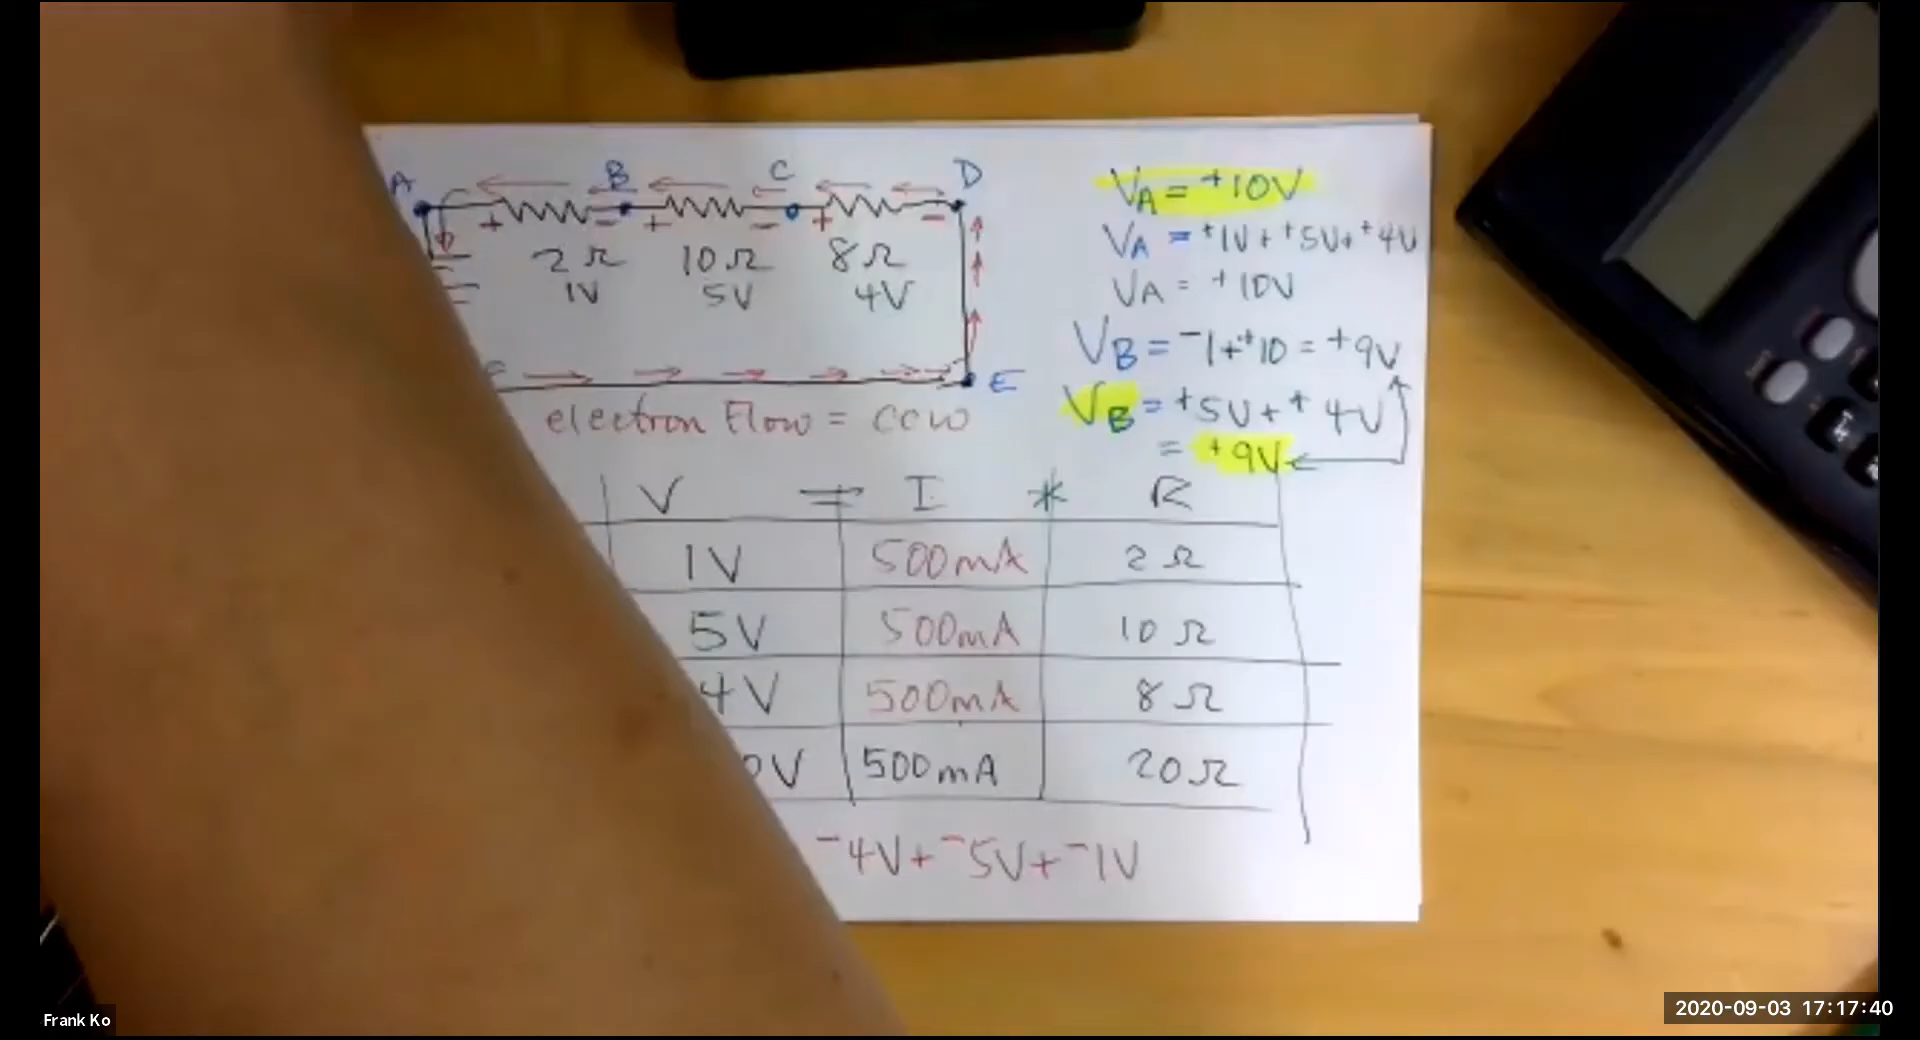 A B C D
+ - + - + -
2Ω 10Ω 8Ω
1V 5V 4V
E
electron Flow = ccw
VA = +10V
VA = +1V + +5V + +4V
VA = +10V
VB = -1 + +10 = +9V
VB = +5V + +4V
= +9V
V = I * R
1V 500mA 2Ω
5V 500mA 10Ω
4V 500mA 8Ω
0V 500mA 20Ω
-4V + -5V + -1V
Frank Ko
2020-09-03 17:17:40